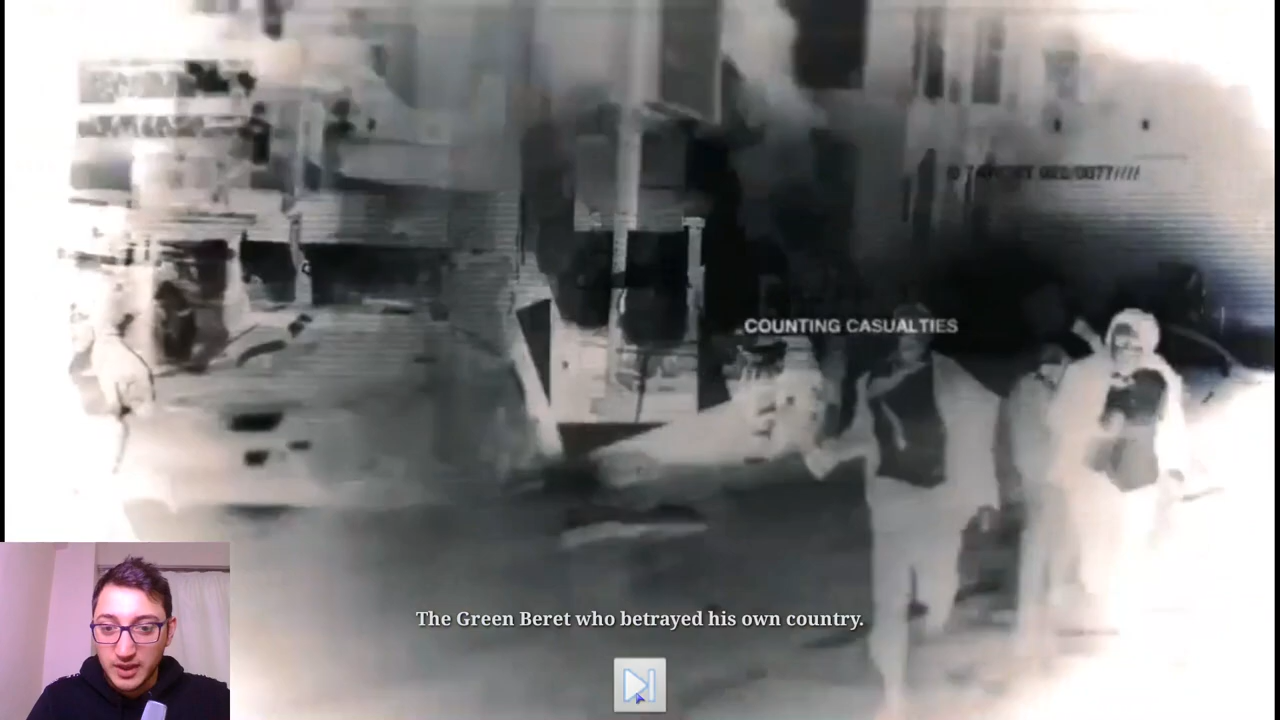 COUNTING CASUALTIES
The Green Beret who betrayed his own country.